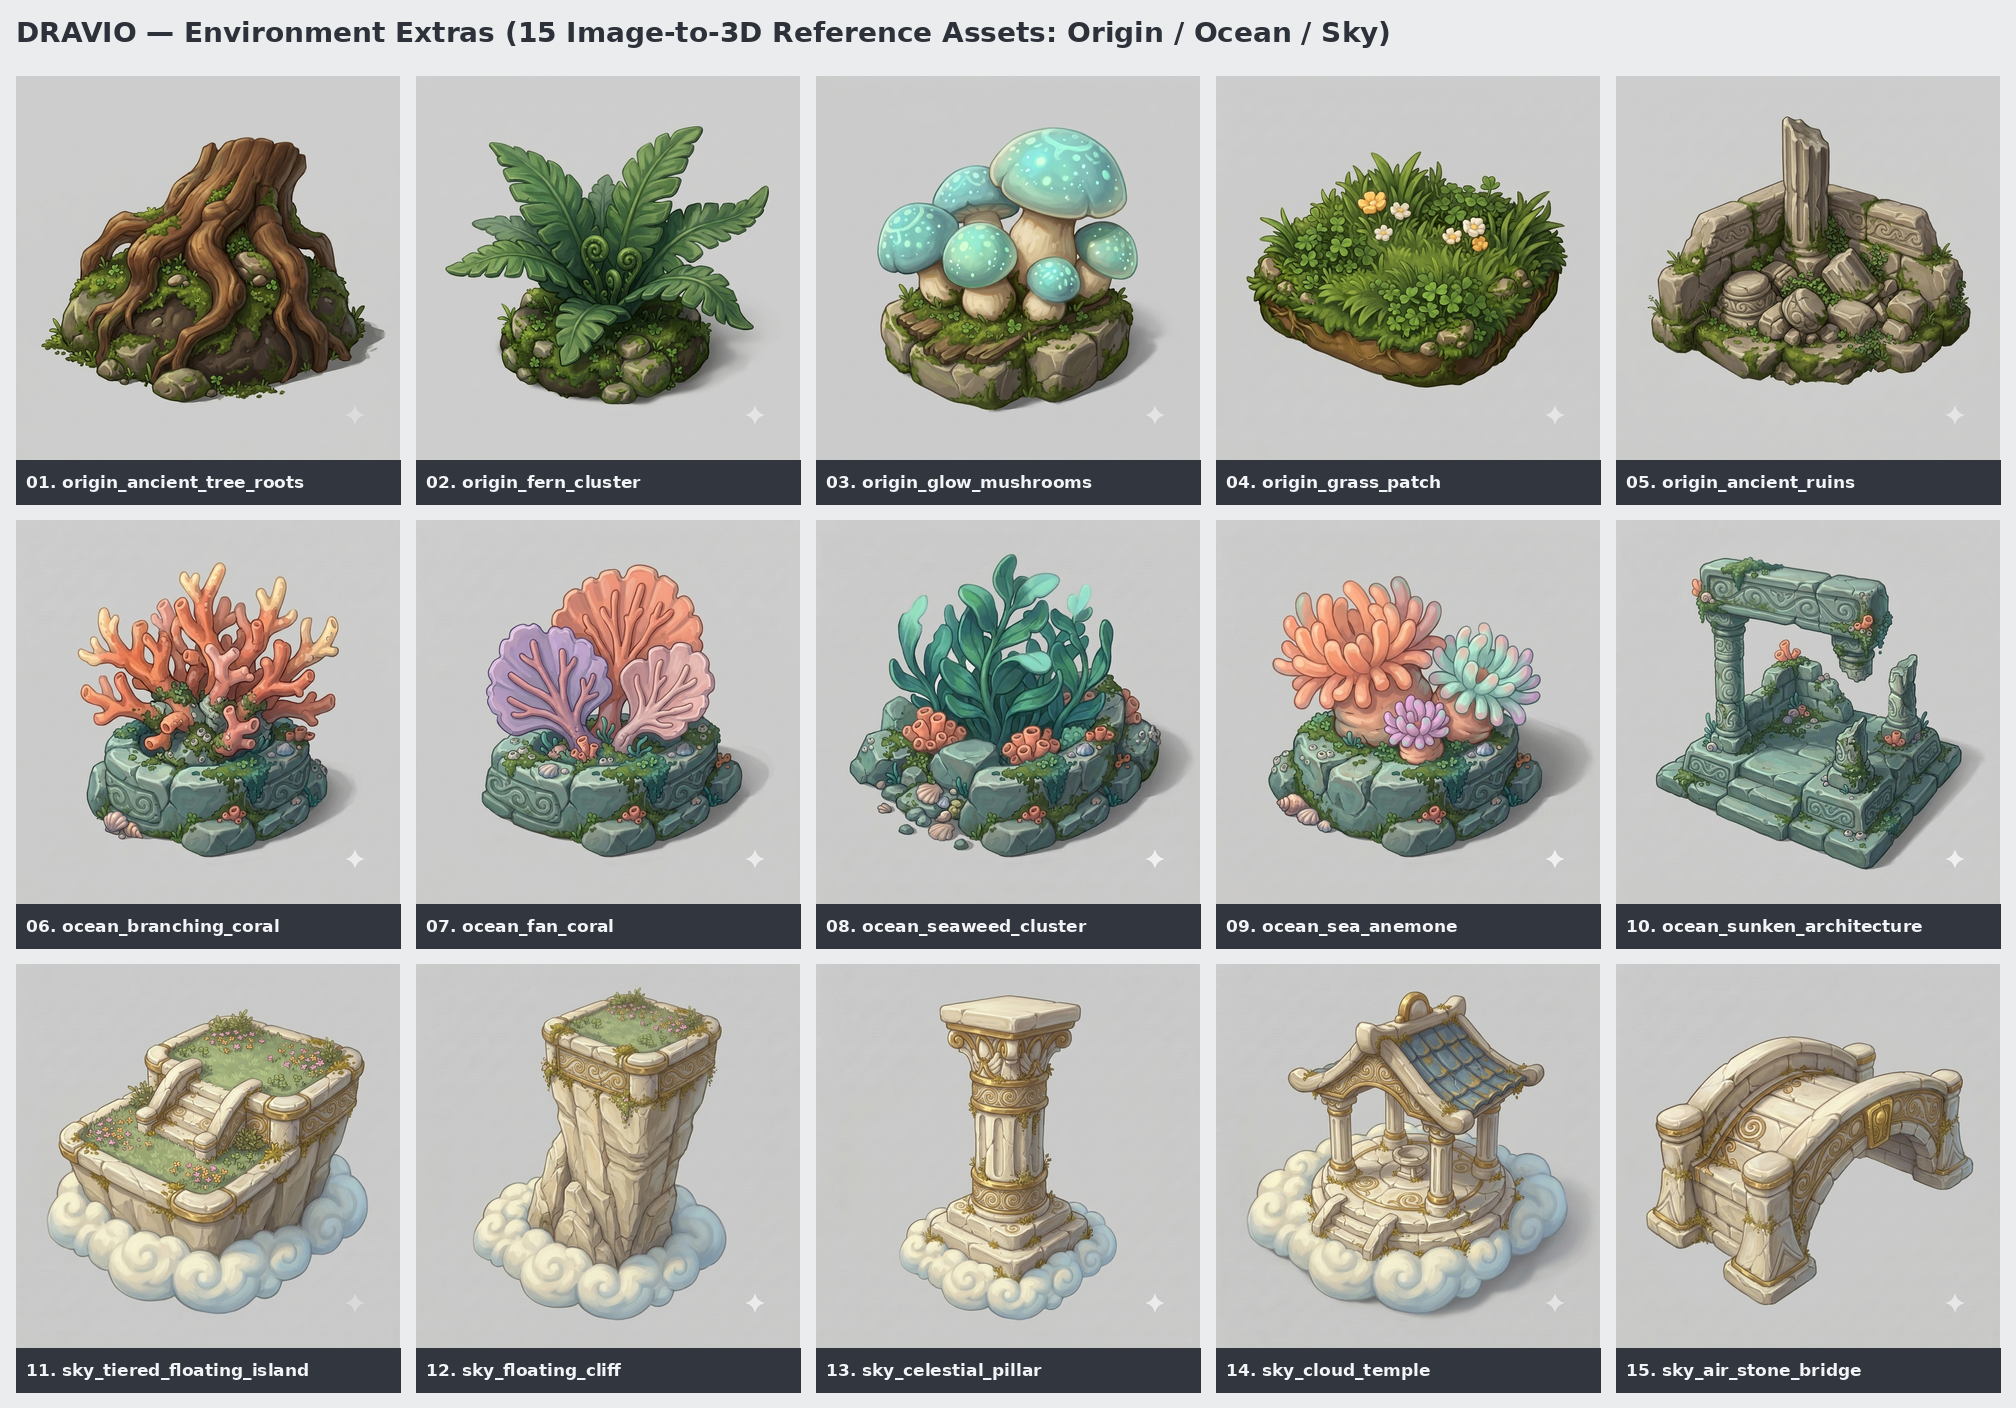 DRAVIO — Environment Extras (15 Image-to-3D Reference Assets: Origin / Ocean / Sky)
01. origin_ancient_tree_roots
02. origin_fern_cluster
03. origin_glow_mushrooms
04. origin_grass_patch
05. origin_ancient_ruins
06. ocean_branching_coral
07. ocean_fan_coral
08. ocean_seaweed_cluster
09. ocean_sea_anemone
10. ocean_sunken_architecture
11. sky_tiered_floating_island
12. sky_floating_cliff
13. sky_celestial_pillar
14. sky_cloud_temple
15. sky_air_stone_bridge